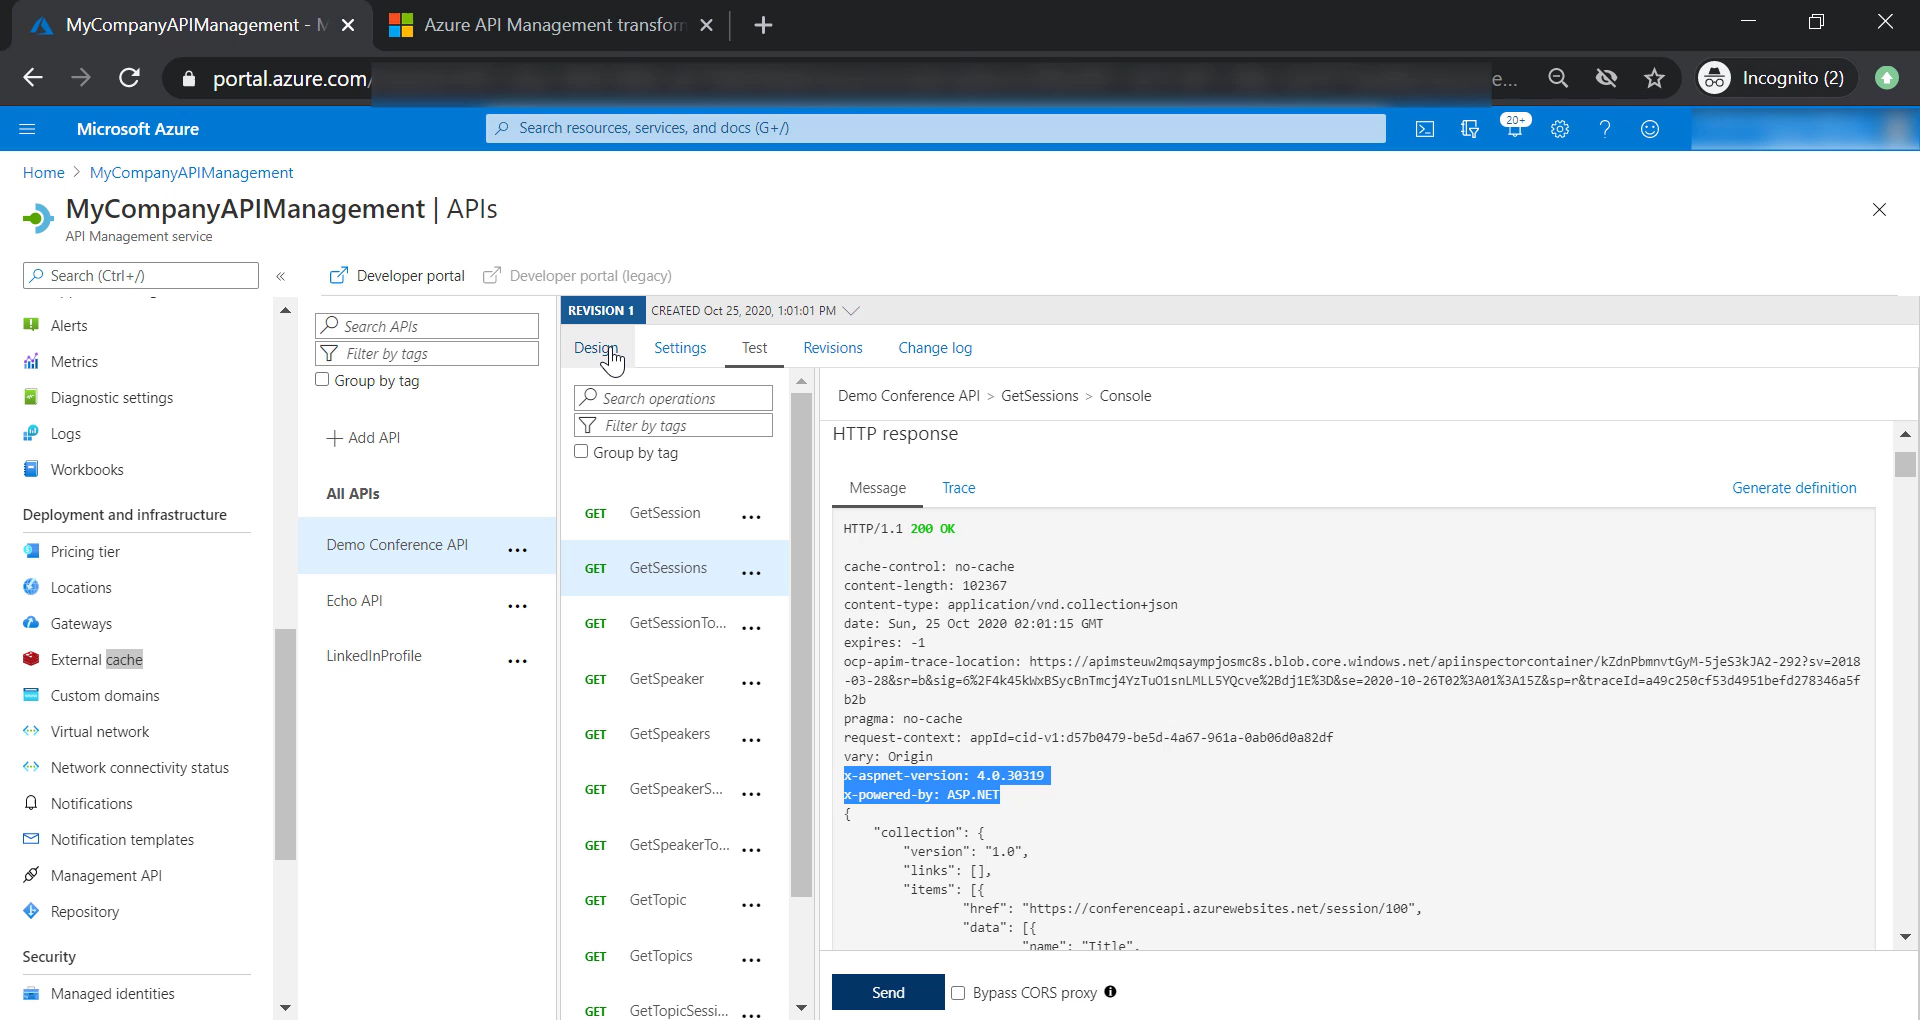 MyCompanyAPIManagement - M
Azure API Management transform
portal.azure.com/
e...
Incognito (2)
Microsoft Azure
Search resources, services, and docs (G+/)
20+
Home > MyCompanyAPIManagement
MyCompanyAPIManagement | APIs
API Management service
Search (Ctrl+/)
«
Developer portal
Developer portal (legacy)
Alerts
Metrics
Diagnostic settings
Logs
Workbooks
Deployment and infrastructure
Pricing tier
Locations
Gateways
External cache
Custom domains
Virtual network
Network connectivity status
Notifications
Notification templates
Management API
Repository
Security
Managed identities
Search APIs
Filter by tags
Group by tag
+ Add API
All APIs
Demo Conference API ...
Echo API ...
LinkedInProfile ...
REVISION 1 CREATED Oct 25, 2020, 1:01:01 PM
Design Settings Test Revisions Change log
Search operations
Filter by tags
Group by tag
GET GetSession ...
GET GetSessions ...
GET GetSessionTo... ...
GET GetSpeaker ...
GET GetSpeakers ...
GET GetSpeakerS... ...
GET GetSpeakerTo... ...
GET GetTopic ...
GET GetTopics ...
GET GetTopicSessi... ...
Demo Conference API > GetSessions > Console
HTTP response
Message Trace Generate definition
HTTP/1.1 200 OK
cache-control: no-cache
content-length: 102367
content-type: application/vnd.collection+json
date: Sun, 25 Oct 2020 02:01:15 GMT
expires: -1
ocp-apim-trace-location: https://apimsteuw2mqsaympjosmc8s.blob.core.windows.net/apiinspectorcontainer/kZdnPbmnvtGyM-5jeS3kJA2-292?sv=2018
-03-28&sr=b&sig=6%2F4k45kWxBSycBnTmcj4YzTuO1snLMLL5YQcve%2Bdj1E%3D&se=2020-10-26T02%3A01%3A15Z&sp=r&traceId=a49c250cf53d4951befd278346a5f
b2b
pragma: no-cache
request-context: appId=cid-v1:d57b0479-be5d-4a67-961a-0ab06d0a82df
vary: Origin
x-aspnet-version: 4.0.30319
x-powered-by: ASP.NET
{
"collection": {
"version": "1.0",
"links": [],
"items": [{
"href": "https://conferenceapi.azurewebsites.net/session/100",
"data": [{
"name": "Title",
Send
Bypass CORS proxy